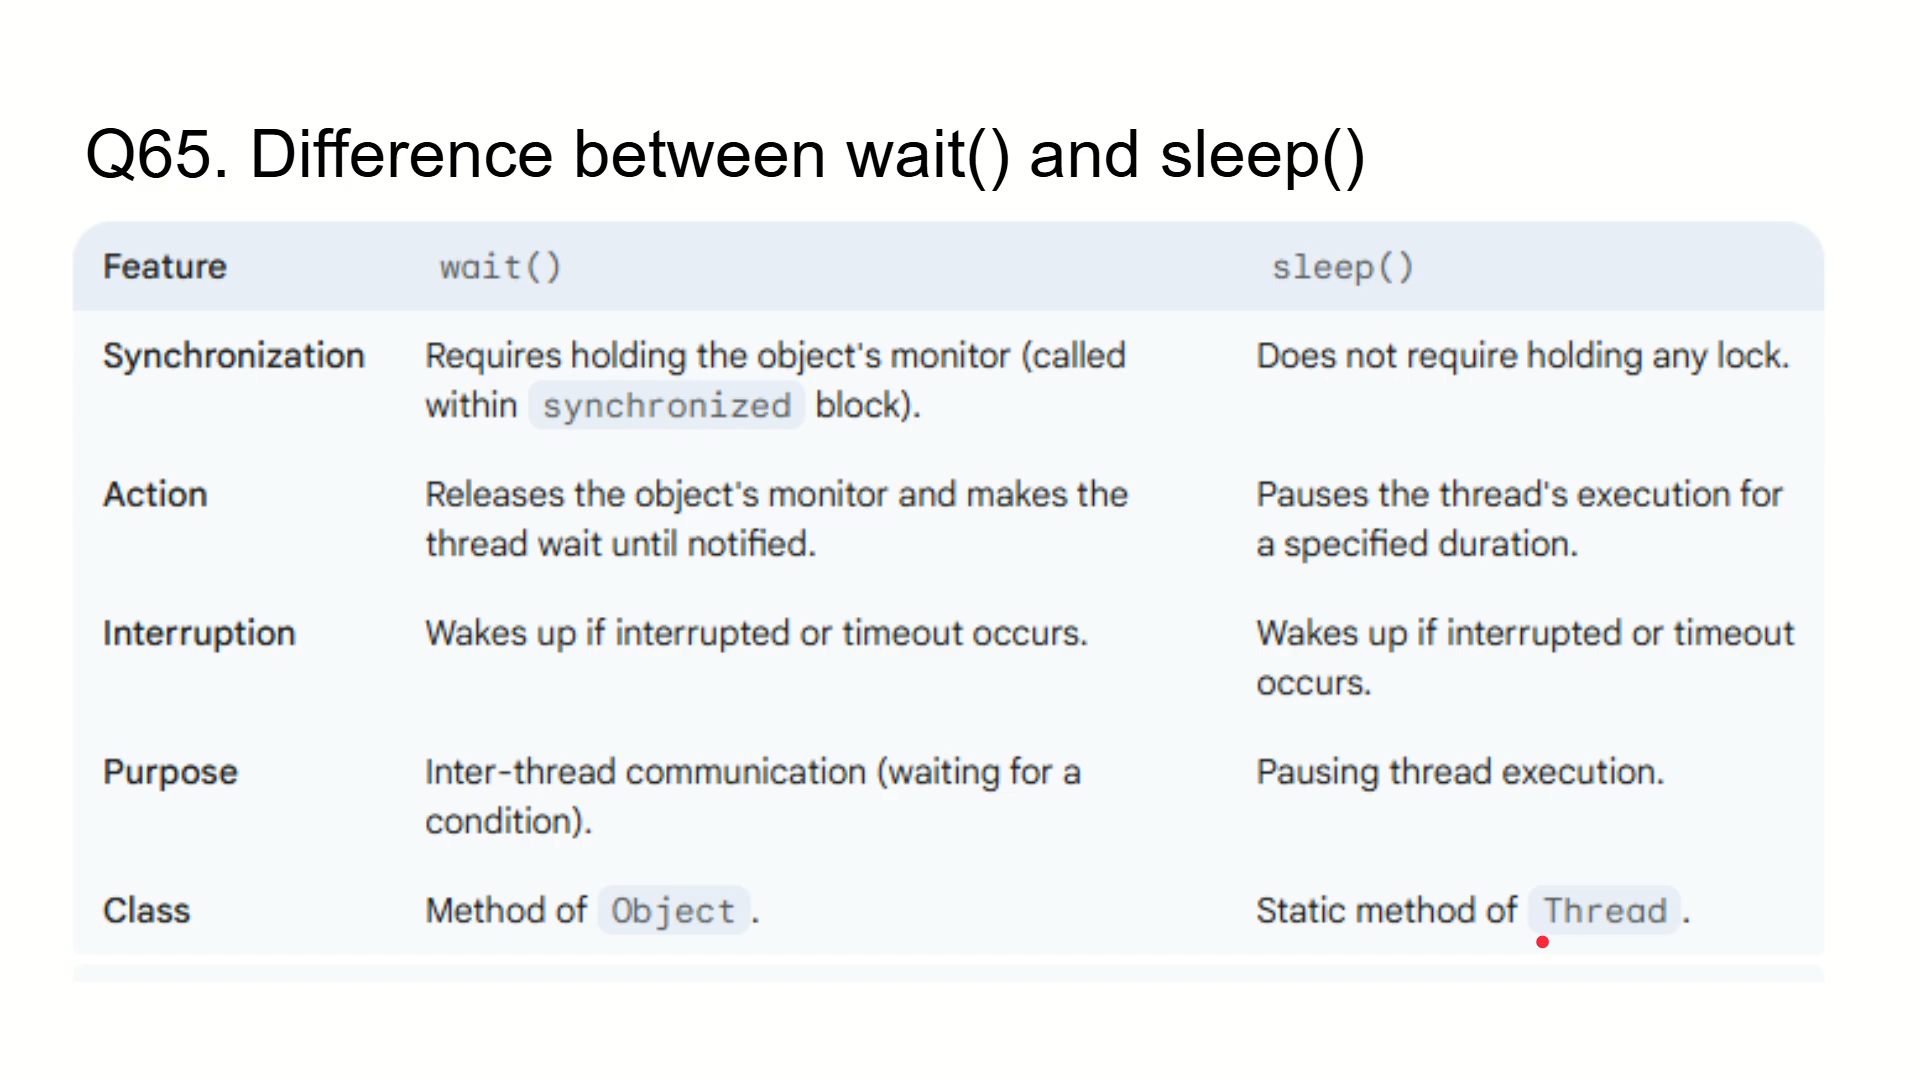 Q65. Difference between wait() and sleep()
Feature wait() sleep()
Synchronization Requires holding the object's monitor (called Does not require holding any lock.
within synchronized block).
Action Releases the object's monitor and makes the Pauses the thread's execution for
thread wait until notified. a specified duration.
Interruption Wakes up if interrupted or timeout occurs. Wakes up if interrupted or timeout
occurs.
Purpose Inter-thread communication (waiting for a Pausing thread execution.
condition).
Class Method of Object. Static method of Thread.